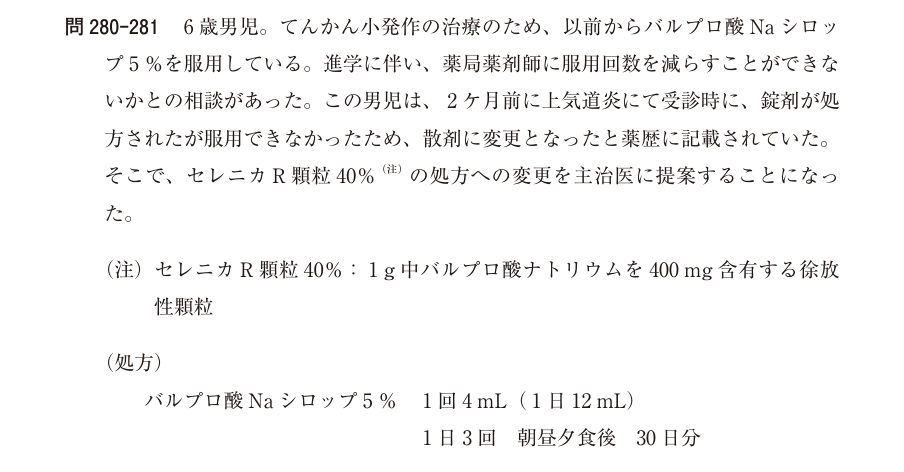 問 280-281　6 歳男児。てんかん小発作の治療のため、以前からバルプロ酸 Na シロッ
プ 5 %を服用している。進学に伴い、薬局薬剤師に服用回数を減らすことができな
いかとの相談があった。この男児は、2 ケ月前に上気道炎にて受診時に、錠剤が処
方されたが服用できなかったため、散剤に変更となったと薬歴に記載されていた。
そこで、セレニカ R 顆粒 40%（注）の処方への変更を主治医に提案することになっ
た。
（注）セレニカ R 顆粒 40%：1 g 中バルプロ酸ナトリウムを 400 mg 含有する徐放
性顆粒
（処方）
バルプロ酸 Na シロップ 5 %　1 回 4 mL（1 日 12 mL）
1 日 3 回　朝昼夕食後　30 日分